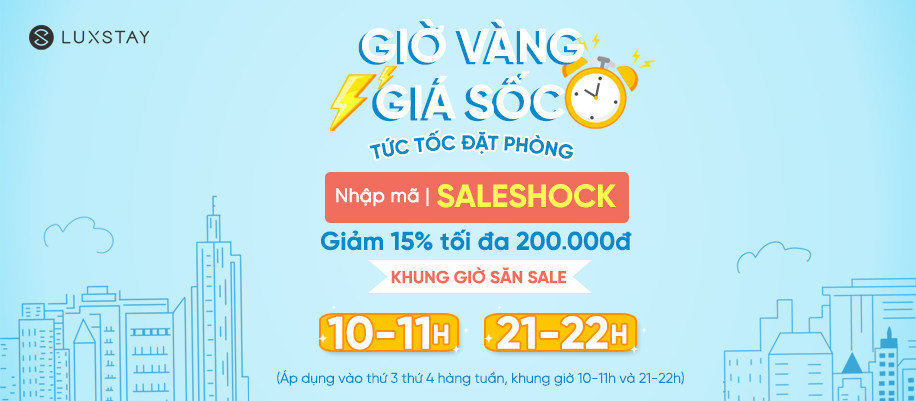 LUXSTAY
GIỜ VÀNG
GIÁ SỐC
TỨC TỐC ĐẶT PHÒNG
Nhập mã | SALESHOCK
Giảm 15% tối đa 200.000đ
KHUNG GIỜ SĂN SALE
10-11H 21-22H
(Áp dụng vào thứ 3 thứ 4 hàng tuần, khung giờ 10-11h và 21-22h)